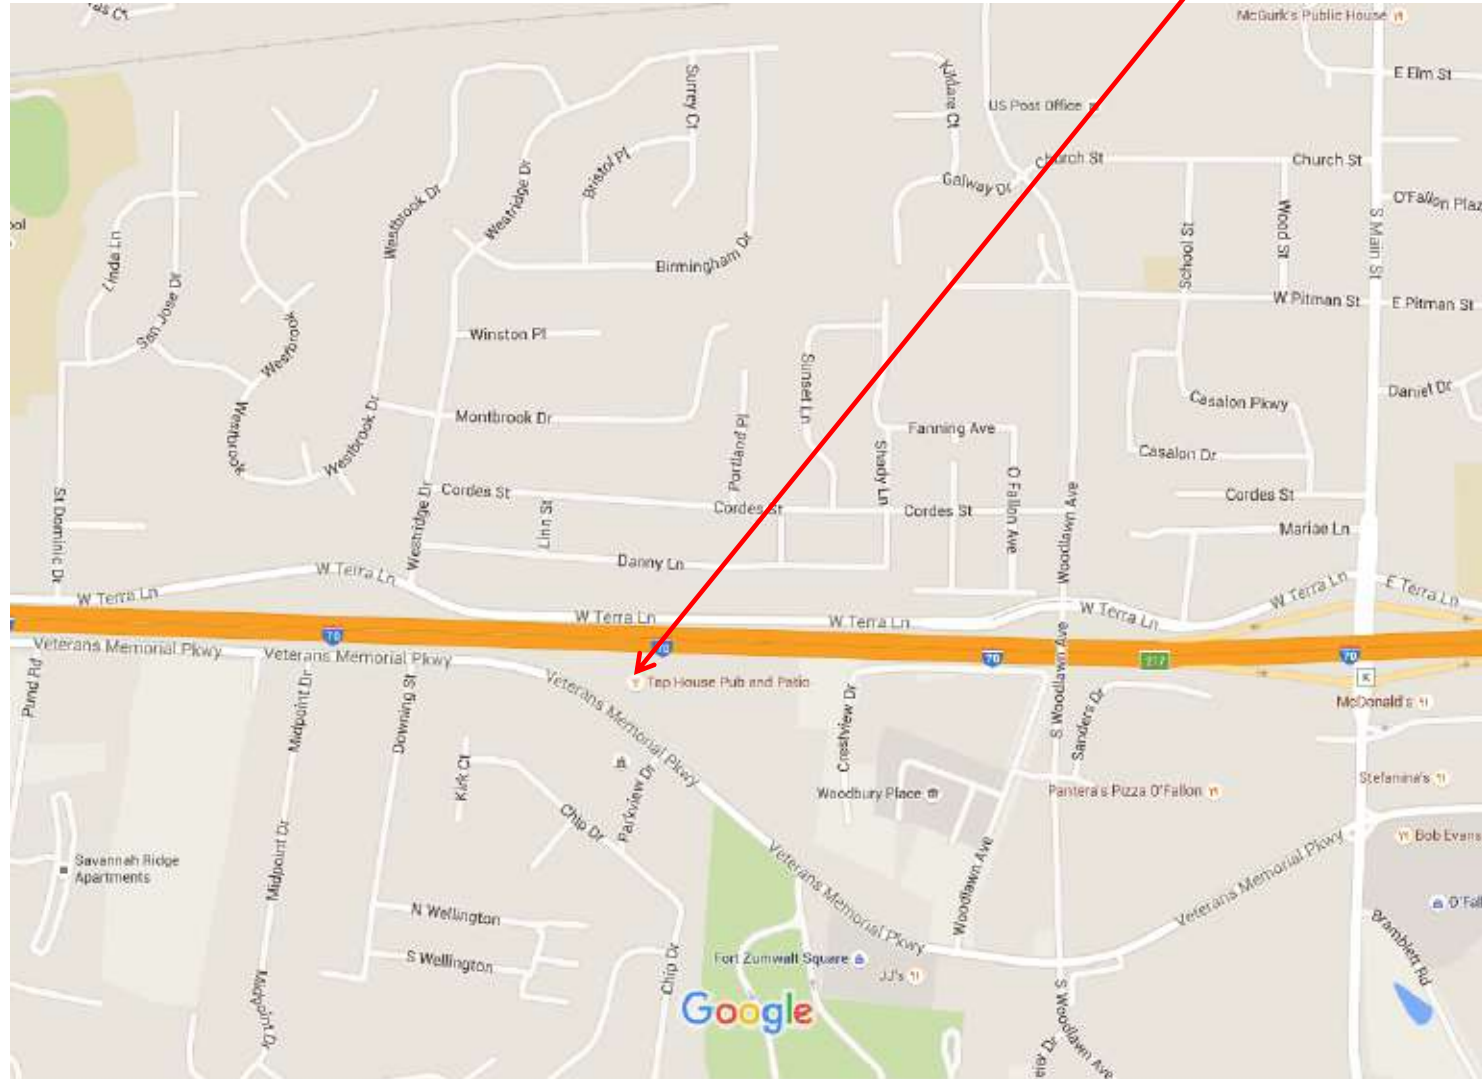 McGurk's Public House
E Elm St
Surrey Ct
Kildare Ct
US Post Office
Church St
Church St
Bristol Pl
Westridge Dr
Galway Dr
Westbrook Dr
O'Fallon Plaz
Wood St
School St
S Main St
Linda Ln
San Jose Dr
Birmingham Dr
W Pitman St
E Pitman St
Winston Pl
Westbrook
Sunset Ln
Daniel Dr
Casalon Pkwy
Montbrook Dr
Westbrook
Westbrook Dr
Portland Pl
Fanning Ave
Shady Ln
Casalon Dr
Cordes St
Cordes St
Cordes St
Cordes St
O Fallon Ave
Woodlawn Ave
Westridge Dr
Linn St
St Dominic Dr
Mariae Ln
Danny Ln
W Terra Ln
W Terra Ln
W Terra Ln
W Terra Ln
W Terra Ln
W Terra Ln
E Terra Ln
70
70
70
70
217
K
Veterans Memorial Pkwy
Veterans Memorial Pkwy
Veterans Memorial Pkwy
Tap House Pub and Patio
S Woodlawn Ave
Sanders Dr
McDonald's
Pund Rd
Midpoint Dr
Downing St
Crestview Dr
Kirk Ct
Parkview Dr
Chip Dr
Woodbury Place
Pantera's Pizza O'Fallon
Stefanina's
Bob Evans
Savannah Ridge
Apartments
Midpoint Dr
Veterans Memorial Pkwy
Woodlawn Ave
Veterans Memorial Pkwy
O'Fall
N Wellington
S Wellington
Chip Dr
Fort Zumwalt Square
JJ's
Bramblett Rd
Midpoint Dr
Google
S Woodlawn Ave